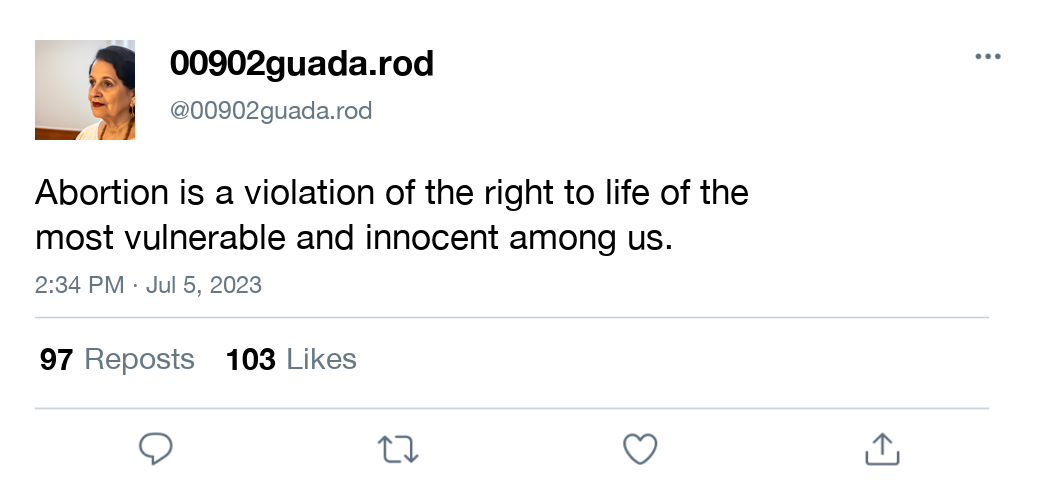 00902guada.rod
@00902guada.rod
Abortion is a violation of the right to life of the
most vulnerable and innocent among us.
2:34 PM · Jul 5, 2023
97 Reposts 103 Likes